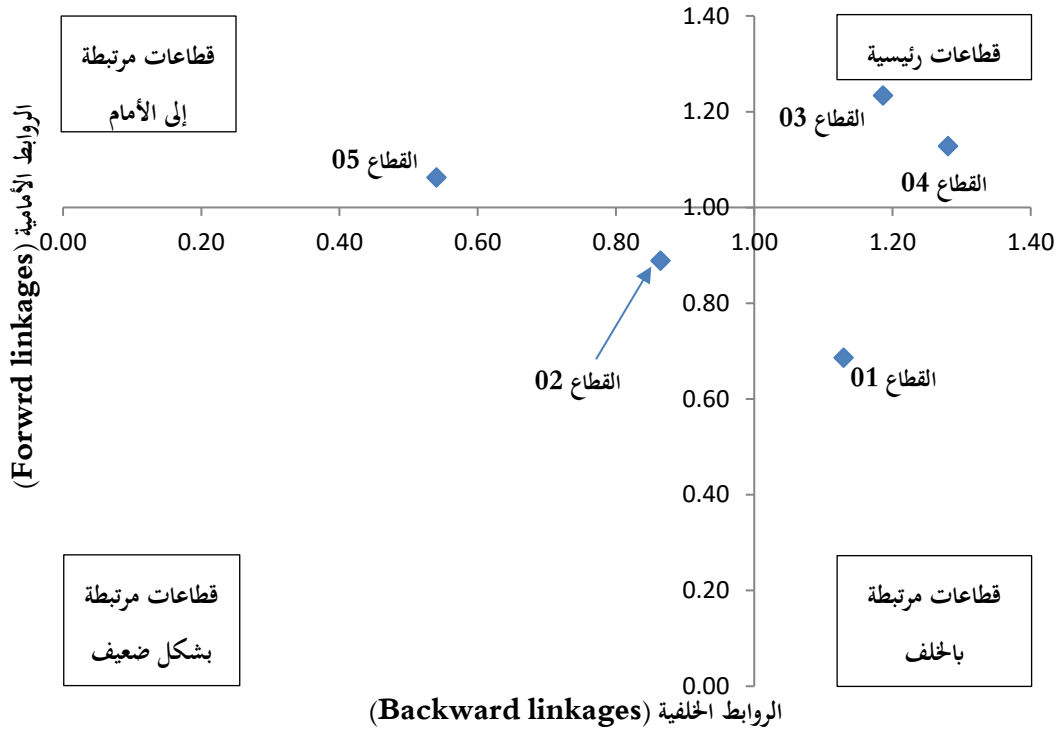 قطاعات مرتبطة
إلى الأمام
قطاعات رئيسية
1.40
1.20
القطاع 03
القطاع 04
القطاع 05
1.00
0.00
0.20
0.40
0.60
0.80
1.00
1.20
1.40
0.80
القطاع 02
القطاع 01
0.60
0.40
0.20
0.00
قطاعات مرتبطة
بشكل ضعيف
قطاعات مرتبطة
بالخلف
الروابط الأمامية (Forwrd linkages)
الروابط الخلفية (Backward linkages)